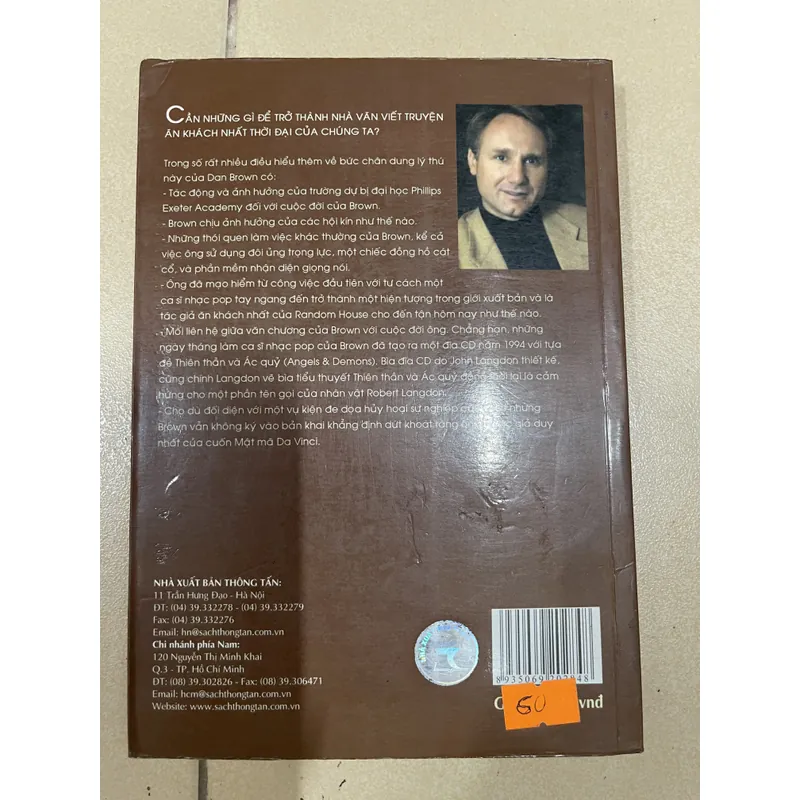 CẦN NHỮNG GÌ ĐỂ TRỞ THÀNH NHÀ VĂN VIẾT TRUYỆN
ĂN KHÁCH NHẤT THỜI ĐẠI CỦA CHÚNG TA?
Trong số rất nhiều điều hiểu thêm về bức chân dung lý thú
này của Dan Brown có:
- Tác động và ảnh hưởng của trường dự bị đại học Phillips
Exeter Academy đối với cuộc đời của Brown.
- Brown chịu ảnh hưởng của các hội kín như thế nào.
- Những thói quen làm việc khác thường của Brown, kể cả
việc ông sử dụng đôi ủng trọng lực, một chiếc đồng hồ cát
cổ, và phần mềm nhận diện giọng nói.
- Ông đã mạo hiểm từ công việc đầu tiên với tư cách một
ca sĩ nhạc pop tay ngang đến trở thành một hiện tượng trong giới xuất bản và là
tác giả ăn khách nhất của Random House cho đến tận hôm nay như thế nào.
- Mối liên hệ giữa văn chương của Brown với cuộc đời ông. Chẳng hạn, những
ngày tháng làm ca sĩ nhạc pop của Brown đã tạo ra một đĩa CD năm 1994 với tựa
đề Thiên thần và Ác quỷ (Angels & Demons). Bìa đĩa CD do John Langdon thiết kế,
cũng chính Langdon vẽ bìa tiểu thuyết Thiên thần và Ác quỷ đồng thời lại là cảm
hứng cho một phần tên gọi của nhân vật Robert Langdon.
- Cho dù đối diện với một vụ kiện đe dọa hủy hoại sự nghiệp của nhưng
Brown vẫn không ký vào bản khai khẳng định dứt khoát rằng ông giả duy
nhất của cuốn Mật mã Da Vinci.
NHÀ XUẤT BẢN THÔNG TẤN:
11 Trần Hưng Đạo - Hà Nội
ĐT: (04) 39.332278 - (04) 39.332279
Fax: (04) 39.332276
Email: hn@sachthongtan.com.vn
Chi nhánh phía Nam:
120 Nguyễn Thị Minh Khai
Q.3 - TP. Hồ Chí Minh
ĐT: (08) 39.302826 - Fax: (08) 39.306471
Email: hcm@sachthongtan.com.vn
Website: www.sachthongtan.com.vn
8935069202848
60
vnđ